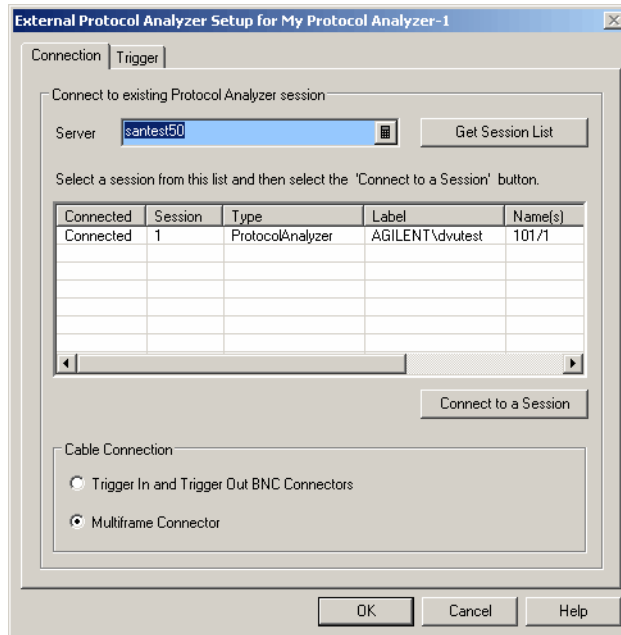 External Protocol Analyzer Setup for My Protocol Analyzer-1
Connection Trigger
Connect to existing Protocol Analyzer session
Server santest50 Get Session List
Select a session from this list and then select the 'Connect to a Session' button.
Connected Session Type Label Name(s)
Connected 1 ProtocolAnalyzer AGILENT\dvutest 101/1
Connect to a Session
Cable Connection
Trigger In and Trigger Out BNC Connectors
Multiframe Connector
OK Cancel Help